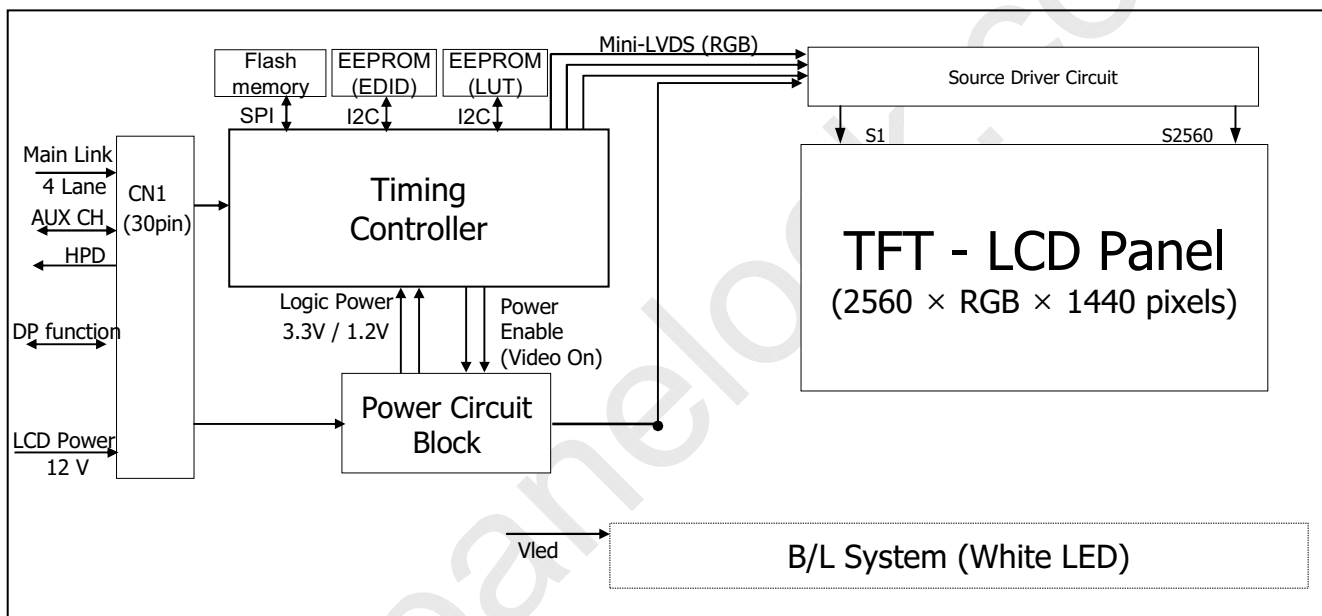 Flash
memory
EEPROM
(EDID)
EEPROM
(LUT)
Mini-LVDS (RGB)
Source Driver Circuit
SPI
I2C
I2C
S1
S2560
Main Link
4 Lane
AUX CH
HPD
DP function
LCD Power
12 V
CN1
(30pin)
Timing
Controller
Logic Power
3.3V / 1.2V
Power
Enable
(Video On)
Power Circuit
Block
TFT - LCD Panel
(2560 × RGB × 1440 pixels)
Vled
B/L System (White LED)
panelook.co